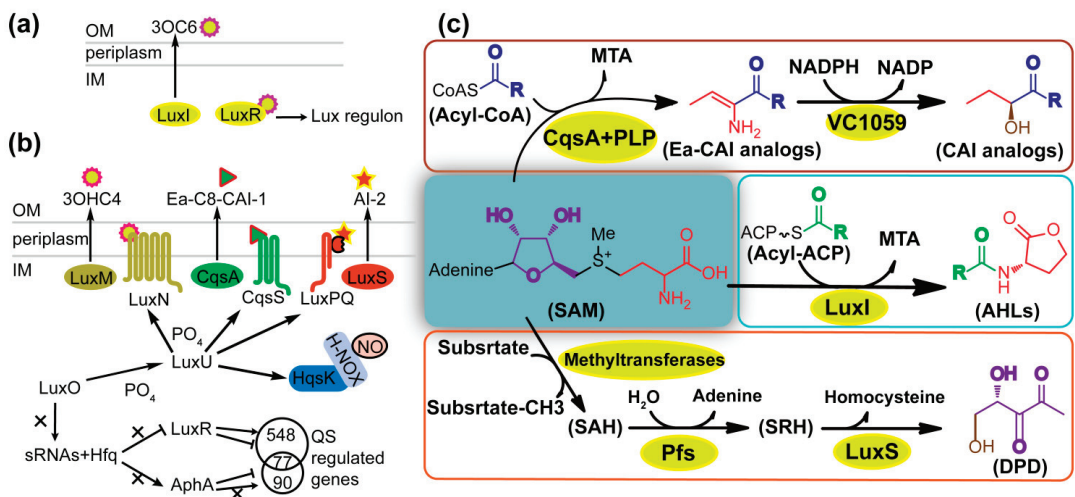 (a)
OM
3OC6
periplasm
IM
LuxI
LuxR
Lux regulon
(b)
3OHC4
Ea-C8-CAI-1
AI-2
OM
periplasm
IM
LuxM
CqsA
LuxS
LuxN
CqsS
LuxPQ
PO4
LuxU
H-NOX
NO
HqsK
LuxO
PO4
sRNAs+Hfq
LuxR
AphA
548
77
90
QS
regulated
genes
(c)
CoAS
O
R
(Acyl-CoA)
MTA
CqsA+PLP
O
R
NH2
(Ea-CAI analogs)
NADPH
NADP
VC1059
O
R
OH
(CAI analogs)
HO
OH
Adenine
O
Me
S+
O
OH
NH2
(SAM)
ACP
S
O
R
(Acyl-ACP)
MTA
LuxI
O
R
N
H
O
O
(AHLs)
Subsrtate
Methyltransferases
Subsrtate-CH3
(SAH)
H2O
Adenine
Pfs
(SRH)
Homocysteine
LuxS
OH
O
O
HO
(DPD)